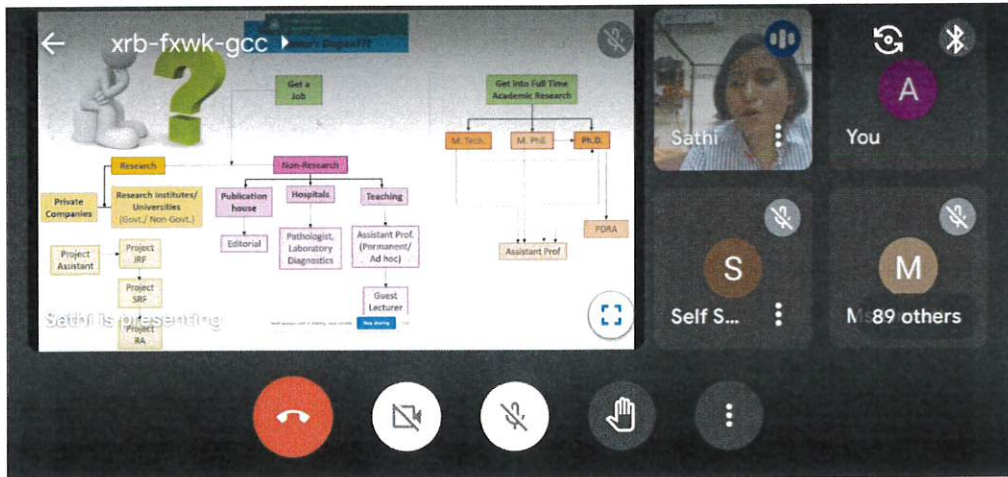 xrb-fxwk-gcc
Get a
Job
Get into Full Time
Academic Research
M. Tech.
M. Phil.
Ph.D.
Research
Non-Research
Private
Companies
Research Institutes/
Universities
(Govt./ Non-Govt.)
Publication
house
Hospitals
Teaching
Project
Assistant
Project
JRF
Editorial
Pathologist,
Laboratory
Diagnostics
Assistant Prof.
(Permanent/
Ad hoc)
PDRA
Assistant Prof
Project
SRF
Guest
Lecturer
Project
RA
Sathi is presenting
Stop sharing
Sathi
A
You
S
Self S...
M
89 others